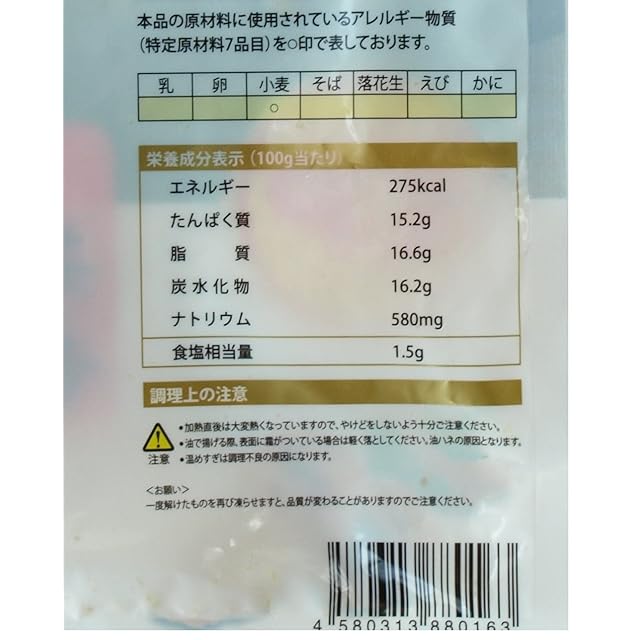 本品の原材料に使用されているアレルギー物質
（特定原材料7品目）を○印で表しております。
乳 卵 小麦 そば 落花生 えび かに
○
栄養成分表示（100g当たり）
エネルギー 275kcal
たんぱく質 15.2g
脂 質 16.6g
炭水化物 16.2g
ナトリウム 580mg
食塩相当量 1.5g
調理上の注意
•加熱直後は大変熱くなっていますので、やけどをしないよう十分ご注意ください。
•油で揚げる際、表面に霜がついている場合は軽く落としてください。油ハネの原因となります。
注意 •温めすぎは調理不良の原因になります。
＜お願い＞
一度解けたものを再び凍らせますと、品質が変わることがありますのでご注意ください。
4 580313 880163